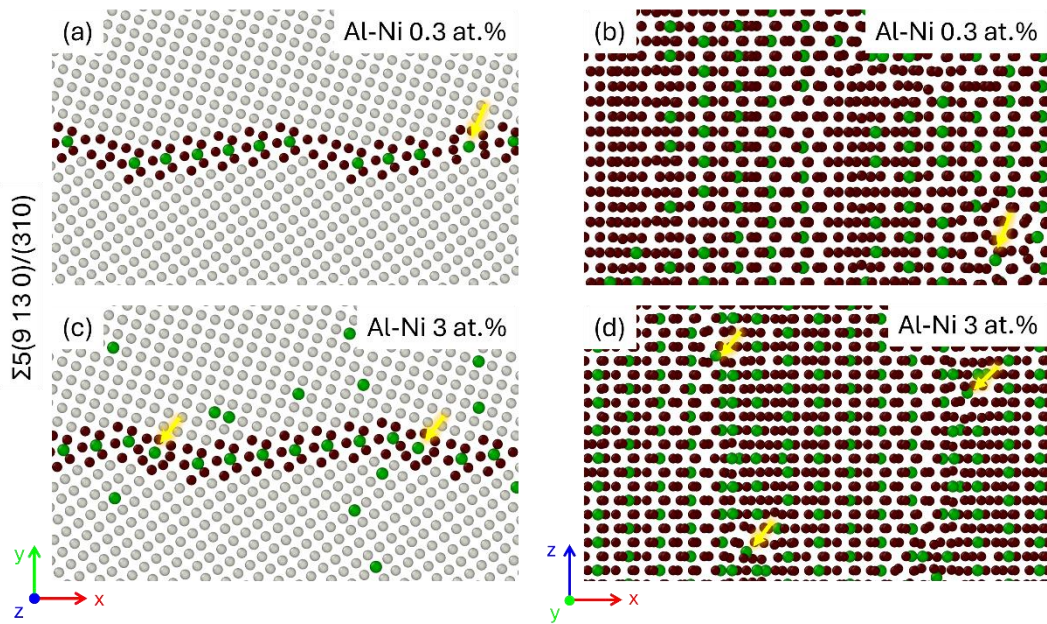 (a) Al-Ni 0.3 at.%
(b) Al-Ni 0.3 at.%
Σ5(9 13 0)/(310)
(c) Al-Ni 3 at.%
(d) Al-Ni 3 at.%
y
z
x
z
y
x